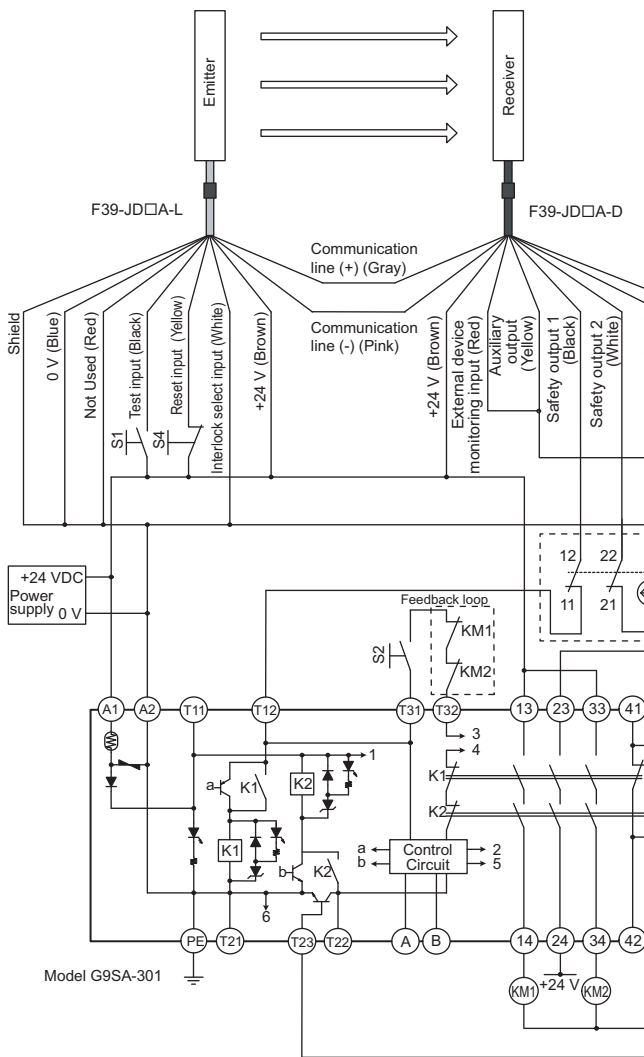 Emitter
Receiver
F39-JD□A-L
F39-JD□A-D
Communication
line (+) (Gray)
Communication
line (-) (Pink)
Shield
0 V (Blue)
Not Used (Red)
Test input (Black)
Reset input (Yellow)
Interlock select input (White)
+24 V (Brown)
+24 V (Brown)
External device
monitoring input (Red)
Auxiliary
output
(Yellow)
Safety output 1
(Black)
Safety output 2
(White)
S1
S4
+24 VDC
Power
supply
0 V
12
22
11
21
Feedback loop
KM1
KM2
S2
A1
A2
T11
T12
T31
T32
13
23
33
41
1
3
4
a
K1
K2
K1
K2
K1
b
K2
a
b
Control
Circuit
2
5
6
PE
T21
T23
T22
A
B
14
24
34
42
Model G9SA-301
KM1
+24 V
KM2